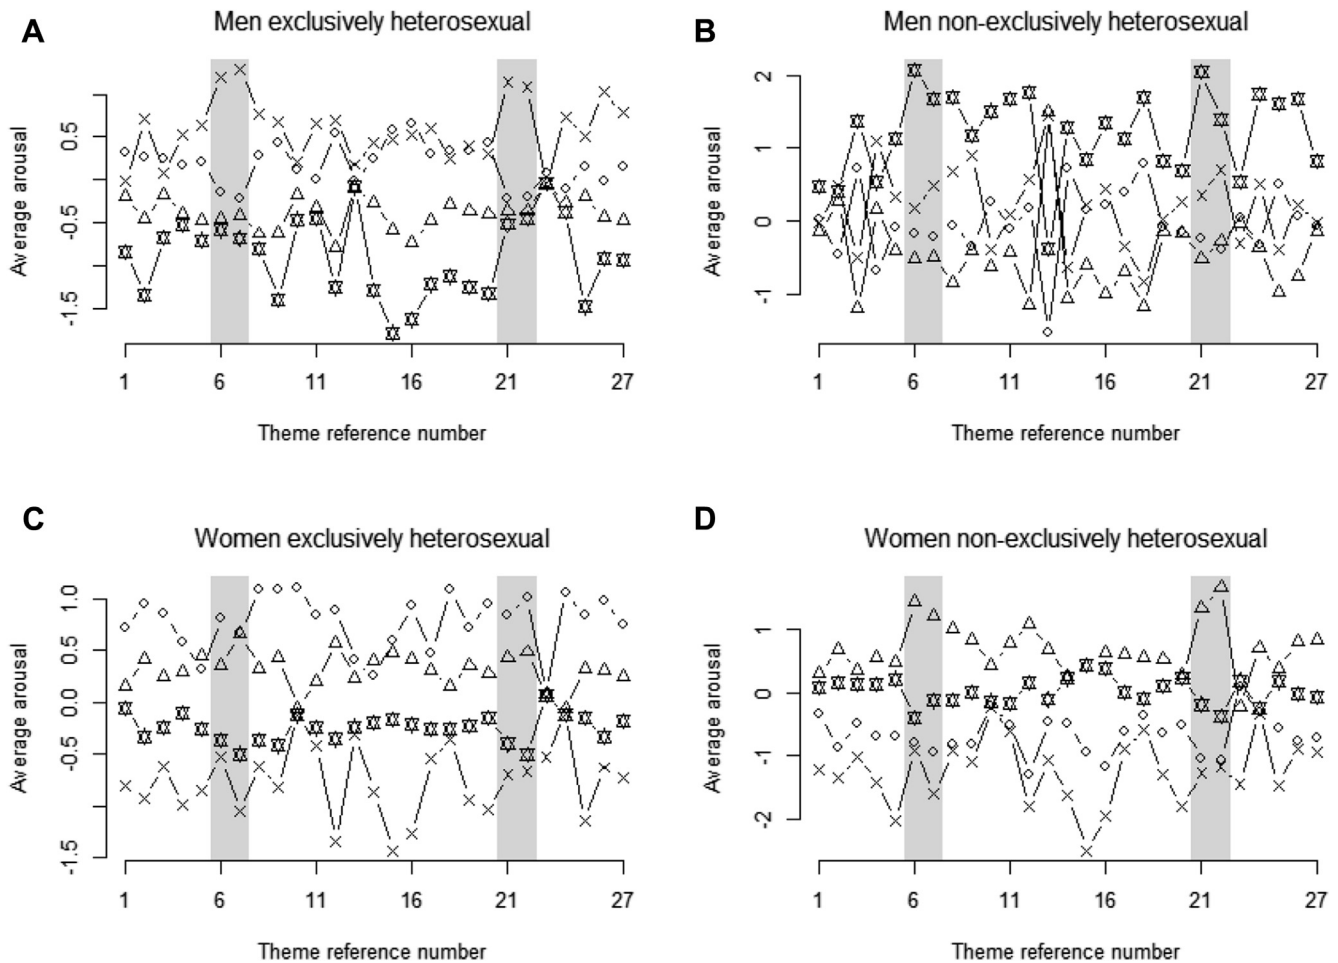 A
Men exclusively heterosexual
Average arousal
0.5
-0.5
-1.5
1 6 11 16 21 27
Theme reference number
B
Men non-exclusively heterosexual
Average arousal
2
1
0
-1
1 6 11 16 21 27
Theme reference number
C
Women exclusively heterosexual
Average arousal
1.0
0.5
0.0
-0.5
-1.5
1 6 11 16 21 27
Theme reference number
D
Women non-exclusively heterosexual
Average arousal
1
0
-1
-2
1 6 11 16 21 27
Theme reference number